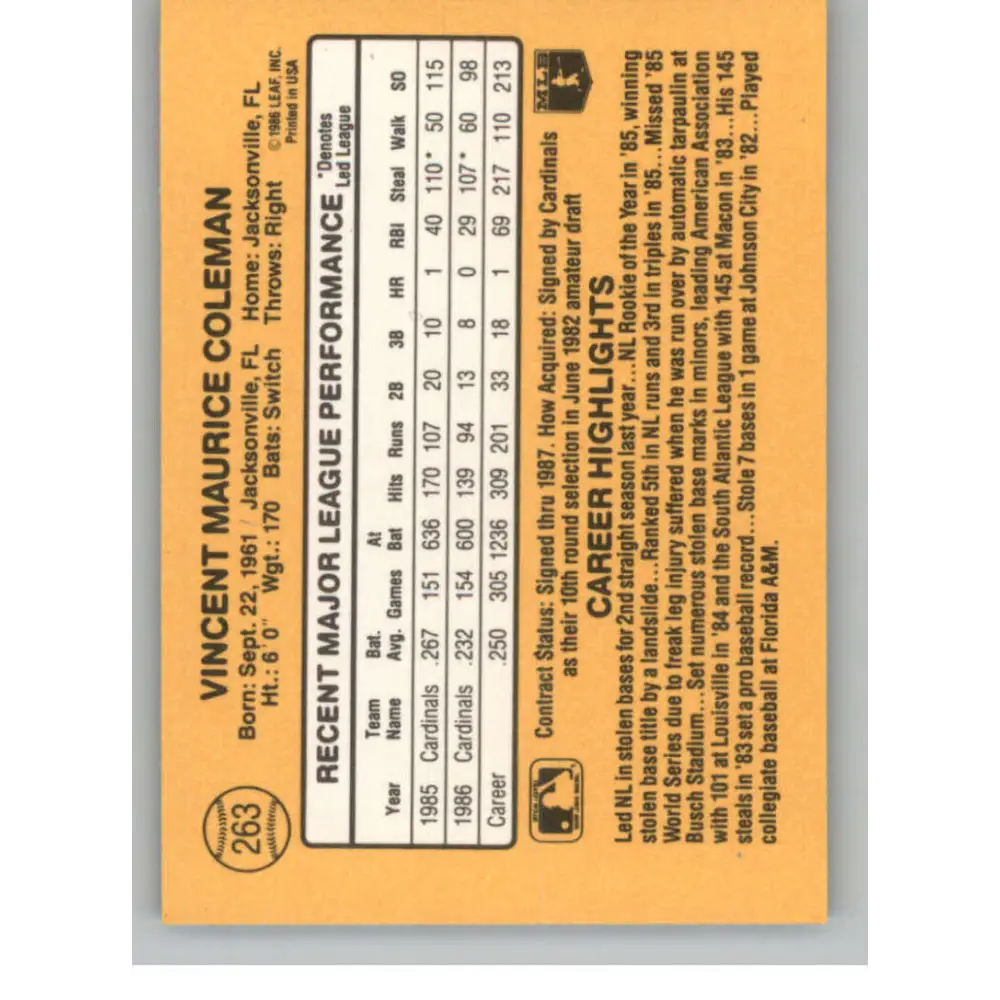 263
VINCENT MAURICE COLEMAN
Born: Sept. 22, 1961 Jacksonville, FL Home: Jacksonville, FL
Ht.: 6' 0" Wgt.: 170 Bats: Switch Throws: Right
© 1986 LEAF, INC.
Printed in USA
RECENT MAJOR LEAGUE PERFORMANCE
*Denotes
Led League
Year Team Name Bat. Avg. Games At Bat Hits Runs 2B 3B HR RBI Steal Walk SO
1985 Cardinals .267 151 636 170 107 20 10 1 40 110* 50 115
1986 Cardinals .232 154 600 139 94 13 8 0 29 107* 60 98
Career .250 305 1236 309 201 33 18 1 69 217 110 213
Contract Status: Signed thru 1987. How Acquired: Signed by Cardinals
as their 10th round selection in June 1982 amateur draft
MLB
CAREER HIGHLIGHTS
Led NL in stolen bases for 2nd straight season last year...NL Rookie of the Year in '85, winning
stolen base title by a landslide...Ranked 5th in NL runs and 3rd in triples in '85...Missed '85
World Series due to freak leg injury suffered when he was run over by automatic tarpaulin at
Busch Stadium...Set numerous stolen base marks in minors, leading American Association
with 101 at Louisville in '84 and the South Atlantic League with 145 at Macon in '83...His 145
steals in '83 set a pro baseball record...Stole 7 bases in 1 game at Johnson City in '82...Played
collegiate baseball at Florida A&M.